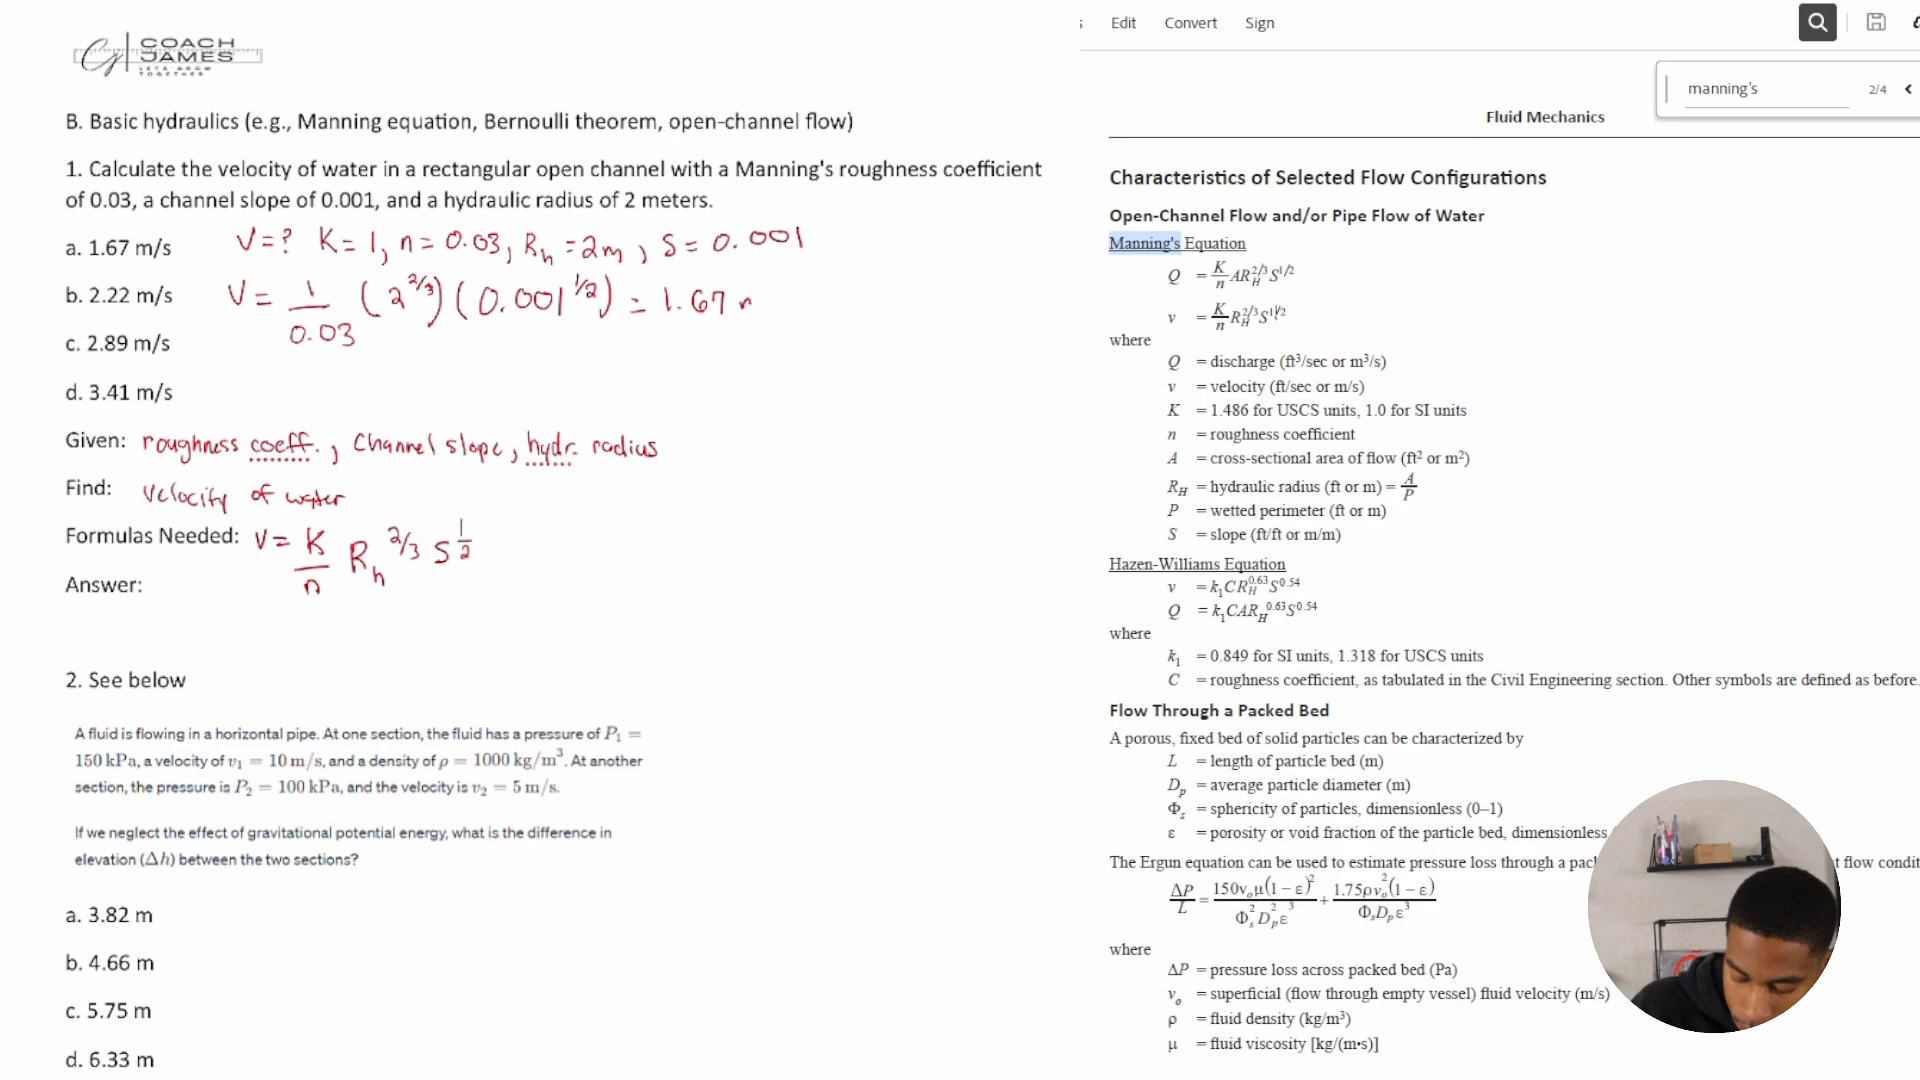 COACH
JAMES
LETS GROW
TOGETHER
B. Basic hydraulics (e.g., Manning equation, Bernoulli theorem, open-channel flow)
1. Calculate the velocity of water in a rectangular open channel with a Manning's roughness coefficient
of 0.03, a channel slope of 0.001, and a hydraulic radius of 2 meters.
V = ? K = 1, n = 0.03, Rh = 2m, S = 0.001
a. 1.67 m/s
b. 2.22 m/s
V = 1/0.03 (2^2/3) (0.001^1/2) = 1.67 m
c. 2.89 m/s
d. 3.41 m/s
Given: roughness coeff., Channel slope, hydr. radius
Find: velocity of water
Formulas Needed: V = K/n Rh^2/3 S^1/2
Answer:
2. See below
A fluid is flowing in a horizontal pipe. At one section, the fluid has a pressure of P₁ =
150 kPa, a velocity of v₁ = 10 m/s, and a density of ρ = 1000 kg/m³. At another
section, the pressure is P₂ = 100 kPa, and the velocity is v₂ = 5 m/s.
If we neglect the effect of gravitational potential energy, what is the difference in
elevation (Δh) between the two sections?
a. 3.82 m
b. 4.66 m
c. 5.75 m
d. 6.33 m
Edit Convert Sign
manning's 2/4
Fluid Mechanics
Characteristics of Selected Flow Configurations
Open-Channel Flow and/or Pipe Flow of Water
Manning's Equation
Q = K/n AR_H^2/3 S^1/2
v = K/n R_H^2/3 S^1/2
where
Q = discharge (ft³/sec or m³/s)
v = velocity (ft/sec or m/s)
K = 1.486 for USCS units, 1.0 for SI units
n = roughness coefficient
A = cross-sectional area of flow (ft² or m²)
R_H = hydraulic radius (ft or m) = A/P
P = wetted perimeter (ft or m)
S = slope (ft/ft or m/m)
Hazen-Williams Equation
v = k₁CR_H^0.63 S^0.54
Q = k₁CAR_H^0.63 S^0.54
where
k₁ = 0.849 for SI units, 1.318 for USCS units
C = roughness coefficient, as tabulated in the Civil Engineering section. Other symbols are defined as before.
Flow Through a Packed Bed
A porous, fixed bed of solid particles can be characterized by
L = length of particle bed (m)
D_p = average particle diameter (m)
Φ_s = sphericity of particles, dimensionless (0–1)
ε = porosity or void fraction of the particle bed, dimensionless
The Ergun equation can be used to estimate pressure loss through a pac t flow condit
ΔP/L = 150v_oμ(1 – ε)²/Φ_s²D_p²ε³ + 1.75ρv_o²(1 – ε)/Φ_sD_pε³
where
ΔP = pressure loss across packed bed (Pa)
v_o = superficial (flow through empty vessel) fluid velocity (m/s)
ρ = fluid density (kg/m³)
μ = fluid viscosity [kg/(m•s)]